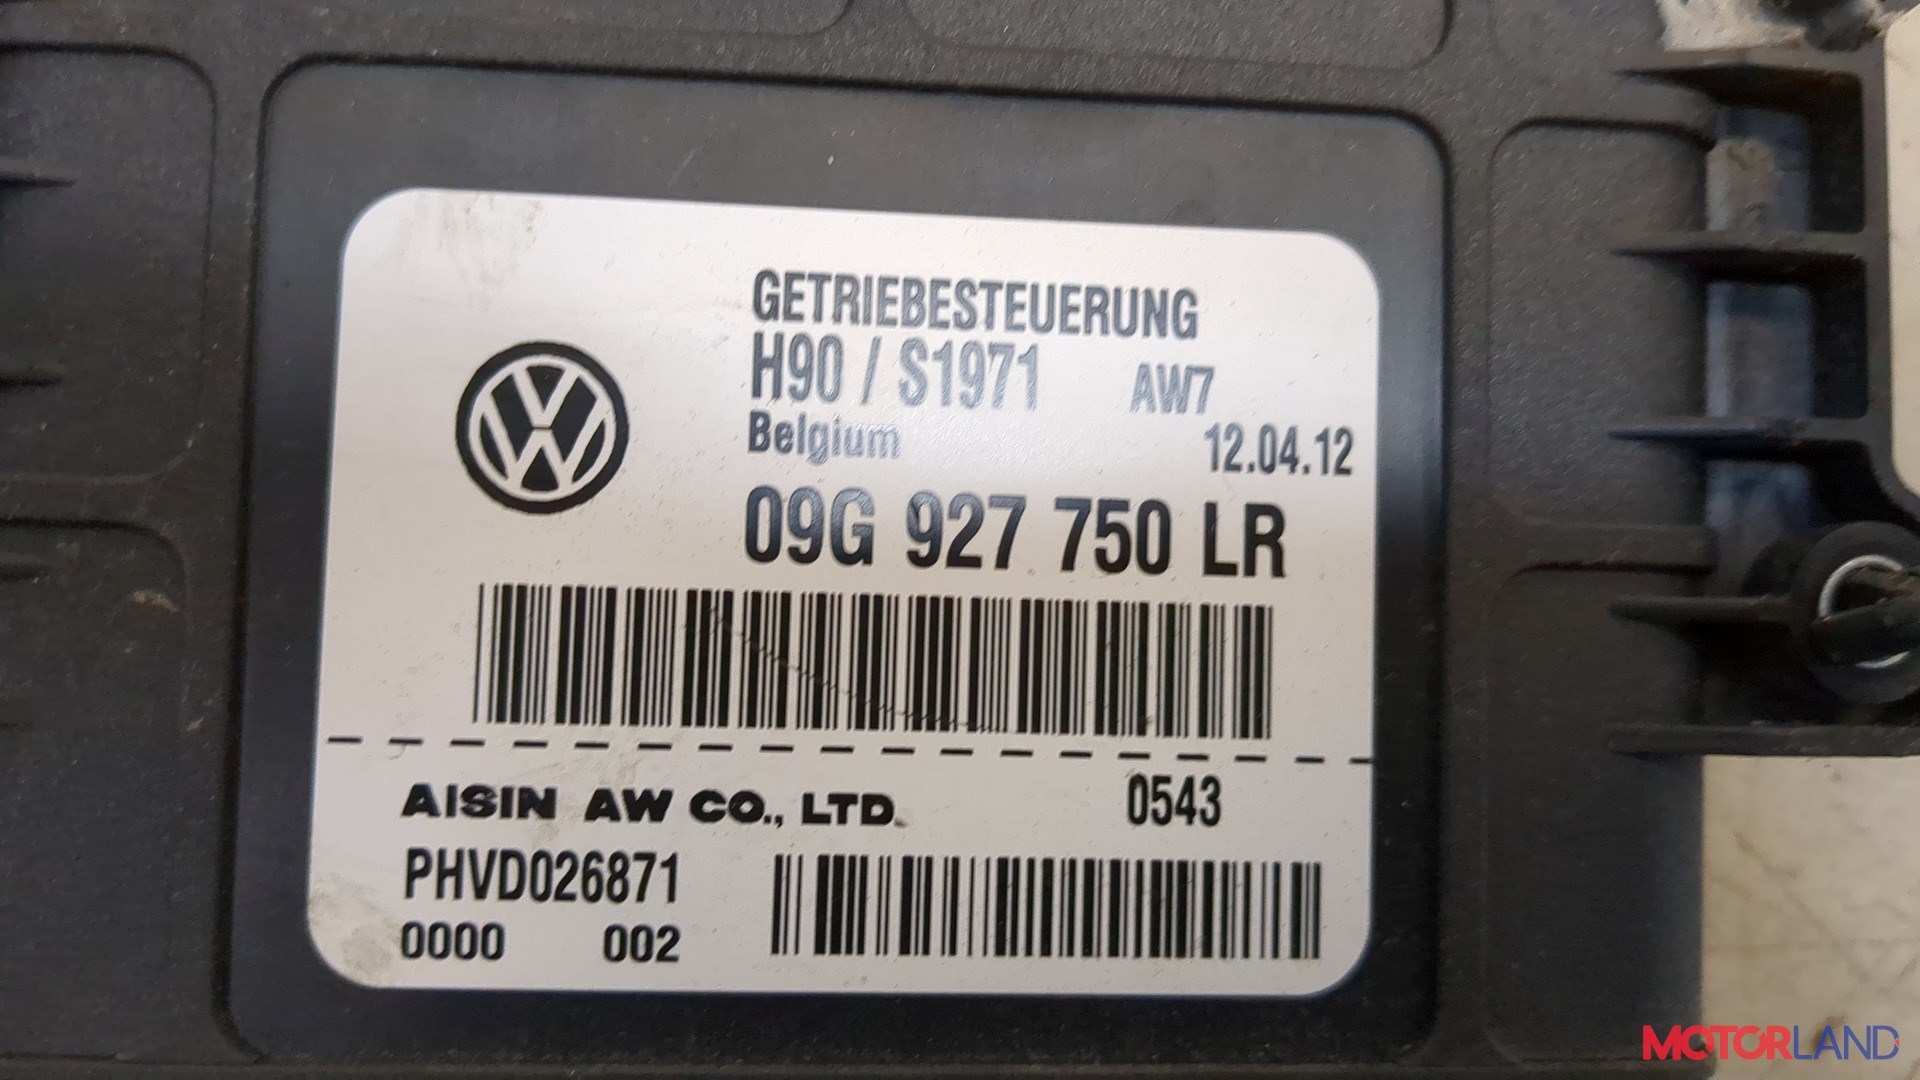 GETRIEBESTEUERUNG
H90 / S1971 AW7
Belgium 12.04.12
09G 927 750 LR
AISIN AW CO., LTD. 0543
PHVD026871
0000 002
MOTORLAND